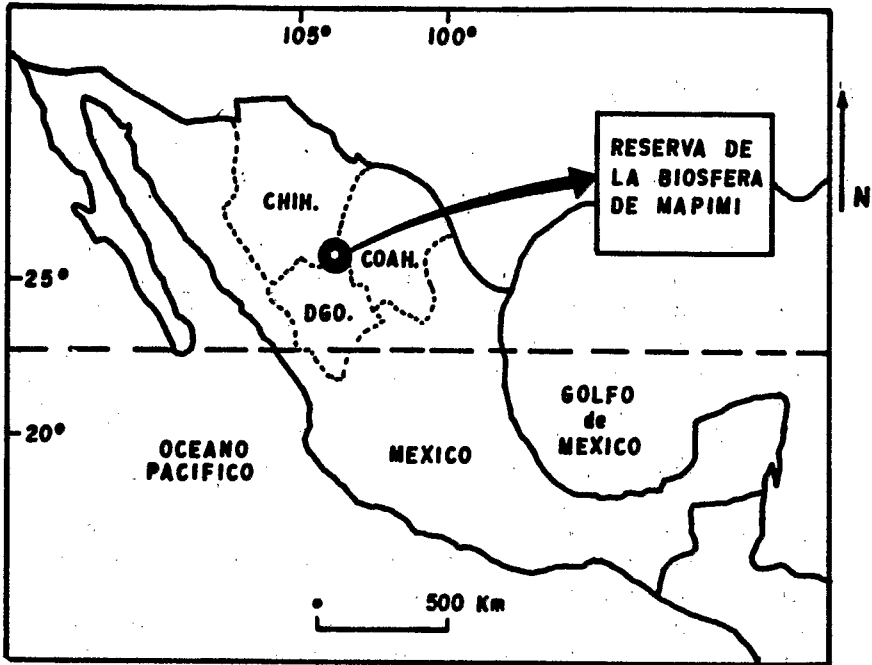 105° 100°
RESERVA DE
LA BIOSFERA
DE MAPIMI
N
CHIH.
COAH.
25°
DGO.
GOLFO
de
MEXICO
20°
OCEANO
PACIFICO
MEXICO
500 Km